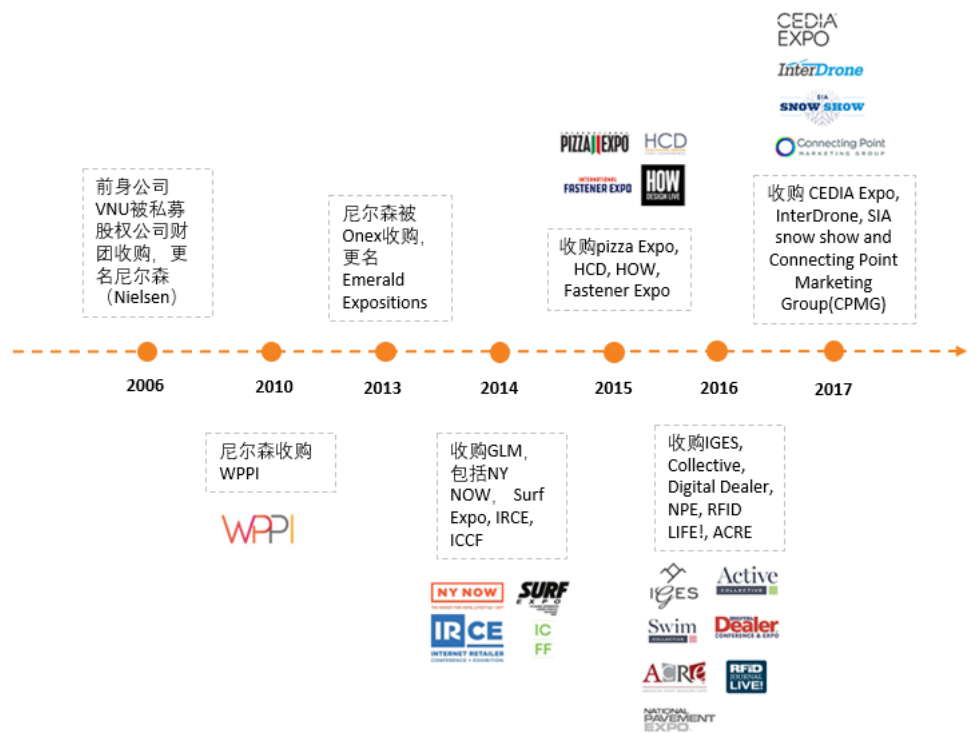 CEDIA
EXPO
InterDrone
SIA
SNOW SHOW
Connecting Point
MARKETING GROUP
INTERNATIONAL
PIZZA EXPO
HCD
INTERNATIONAL
FASTENER EXPO
HOW
DESIGN LIVE
前身公司
VNU被私募
股权公司财
团收购，更
名尼尔森
（Nielsen）
尼尔森被
Onex收购，
更名
Emerald
Expositions
收购pizza Expo,
HCD, HOW,
Fastener Expo
收购 CEDIA Expo,
InterDrone, SIA
snow show and
Connecting Point
Marketing
Group(CPMG)
2006
2010
2013
2014
2015
2016
2017
尼尔森收购
WPPI
WPPI
收购GLM，
包括NY
NOW， Surf
Expo, IRCE,
ICCF
NY NOW
SURF
EXPO
IRCE
INTERNET RETAILER
CONFERENCE + EXHIBITION
IC
FF
收购IGES,
Collective,
Digital Dealer,
NPE, RFID
LIFE!, ACRE
IGES
Active
COLLECTIVE
Swim
COLLECTIVE
DIGITAL
Dealer
CONFERENCE & EXPO
ACRE
RFID
JOURNAL
LIVE!
NATIONAL
PAVEMENT
EXPO